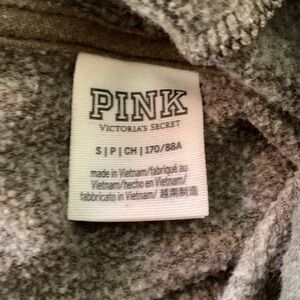 PINK
VICTORIA'S SECRET
S | P | CH | 170/88A
made in Vietnam/fabriqué au
Vietnam/hecho en Vietnam/
fabbricato in Vietnam/ 越南制造